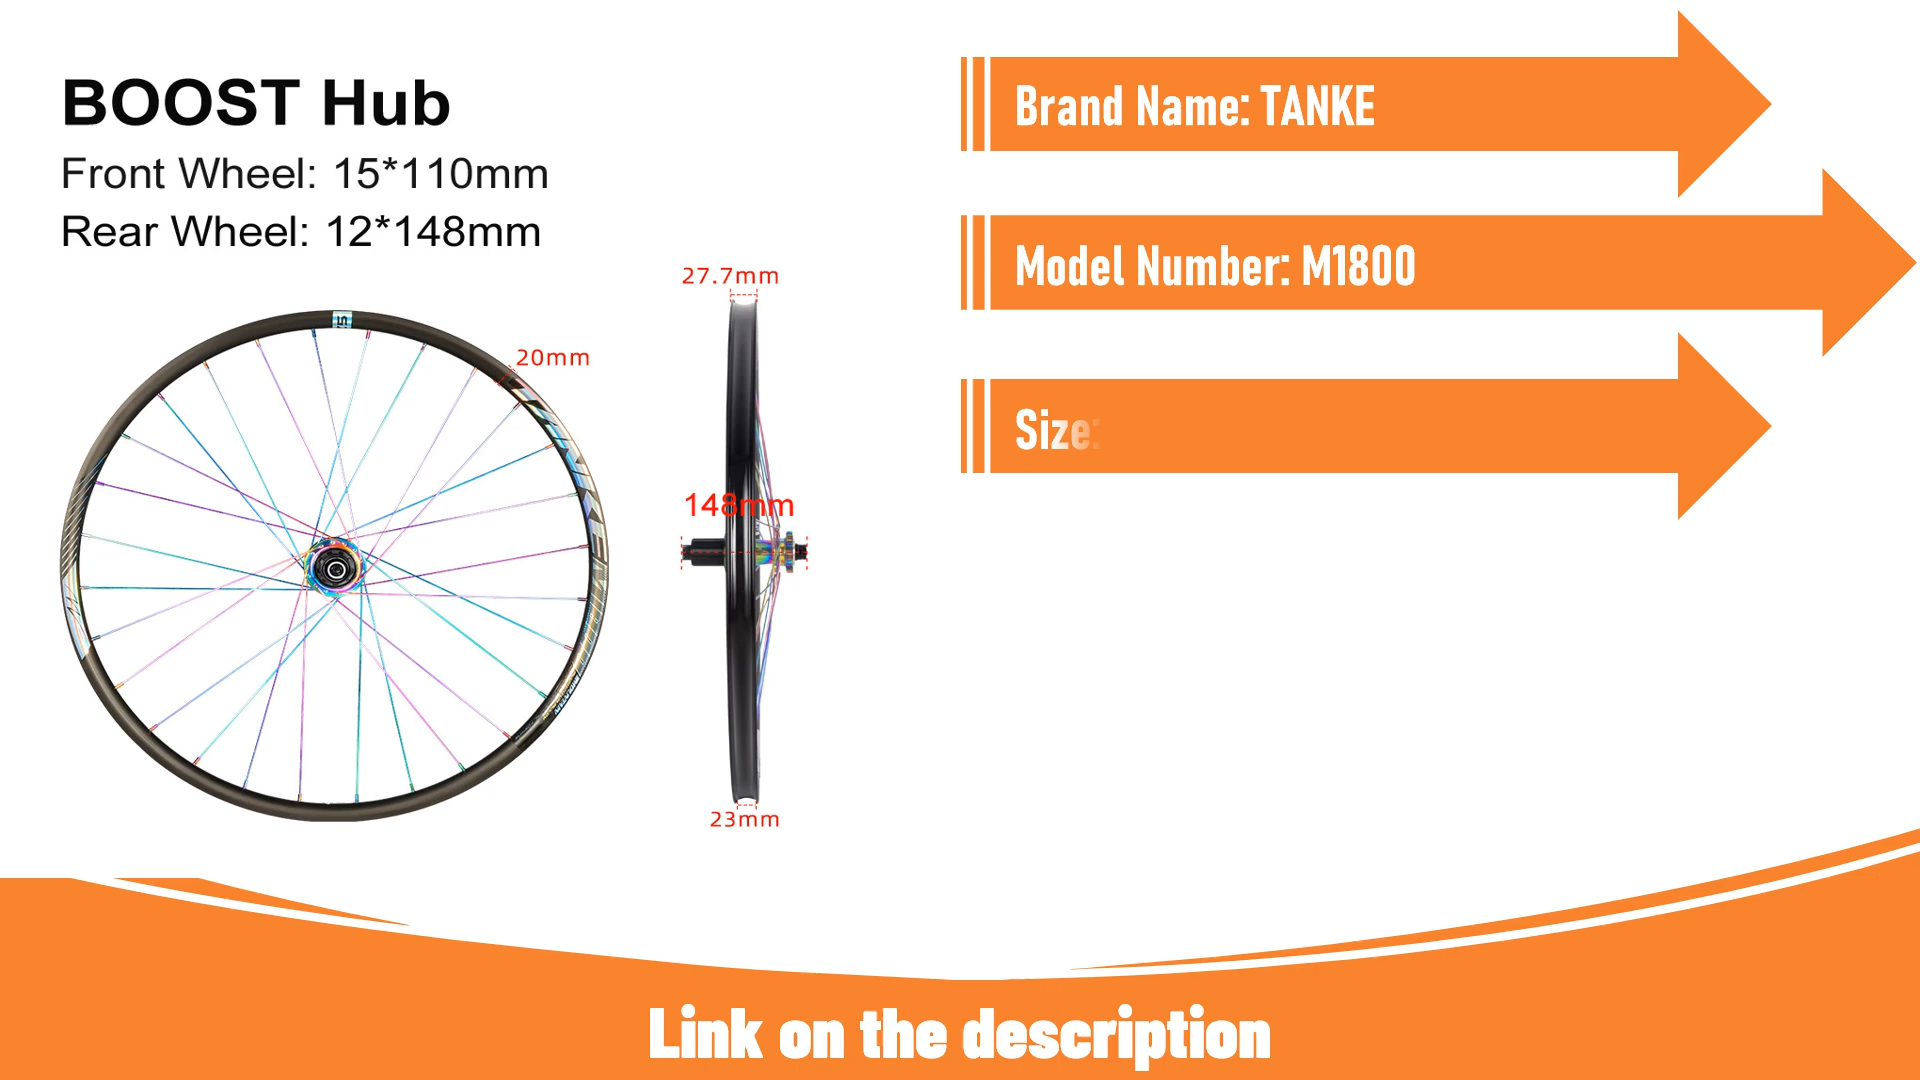 BOOST Hub
Front Wheel: 15*110mm
Rear Wheel: 12*148mm
27.7mm
20mm
148mm
23mm
Brand Name: TANKE
Model Number: M1800
Size:
Link on the description